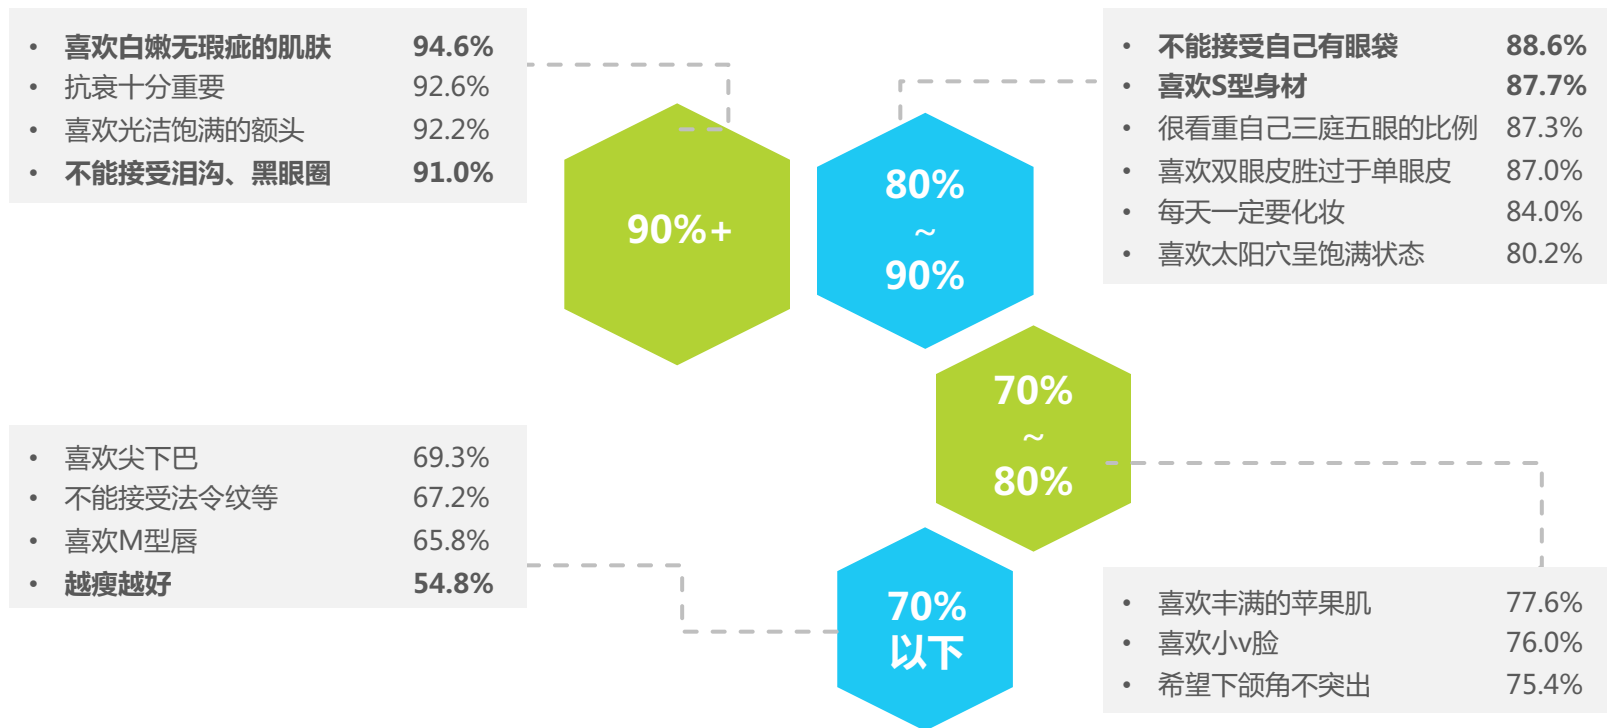 • 喜欢白嫩无瑕疵的肌肤 94.6%
• 抗衰十分重要 92.6%
• 喜欢光洁饱满的额头 92.2%
• 不能接受泪沟、黑眼圈 91.0%
90%+
80%
~
90%
• 不能接受自己有眼袋 88.6%
• 喜欢S型身材 87.7%
• 很看重自己三庭五眼的比例 87.3%
• 喜欢双眼皮胜过于单眼皮 87.0%
• 每天一定要化妆 84.0%
• 喜欢太阳穴呈饱满状态 80.2%
70%
~
80%
• 喜欢尖下巴 69.3%
• 不能接受法令纹等 67.2%
• 喜欢M型唇 65.8%
• 越瘦越好 54.8%
70%
以下
• 喜欢丰满的苹果肌 77.6%
• 喜欢小v脸 76.0%
• 希望下颌角不突出 75.4%